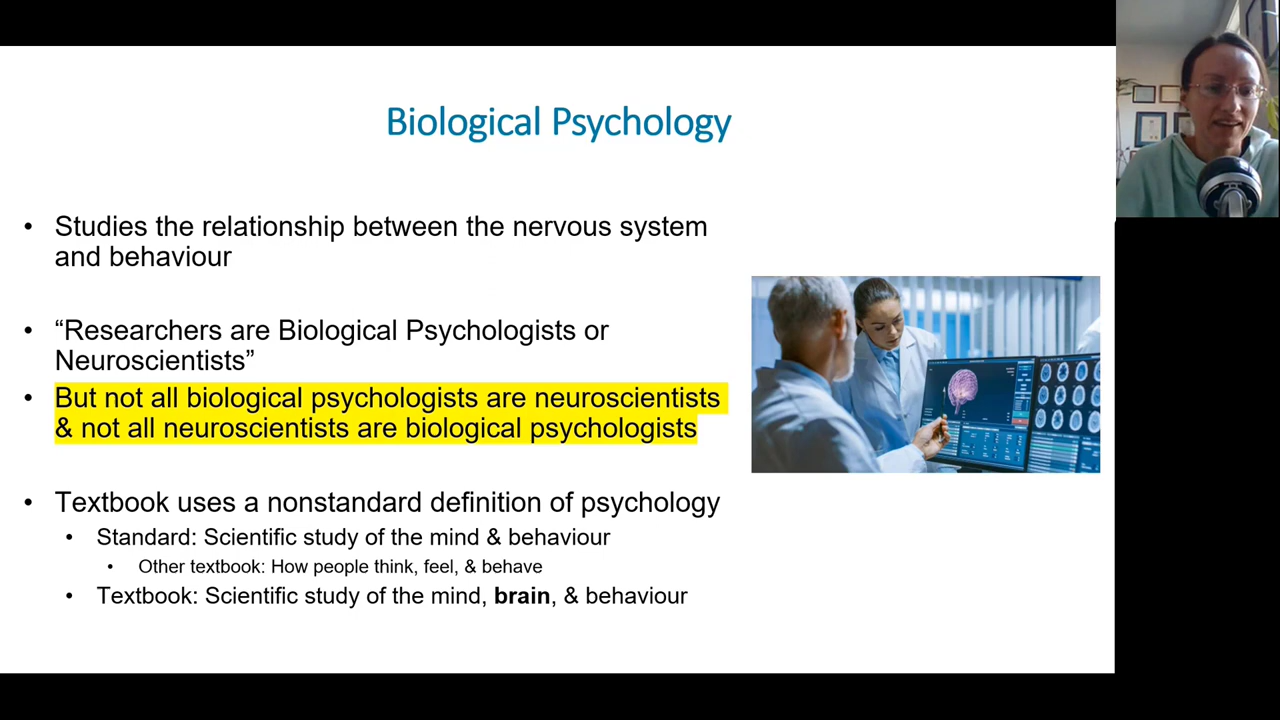 Biological Psychology
• Studies the relationship between the nervous system
and behaviour
• “Researchers are Biological Psychologists or
Neuroscientists”
• But not all biological psychologists are neuroscientists
& not all neuroscientists are biological psychologists
• Textbook uses a nonstandard definition of psychology
• Standard: Scientific study of the mind & behaviour
• Other textbook: How people think, feel, & behave
• Textbook: Scientific study of the mind, brain, & behaviour